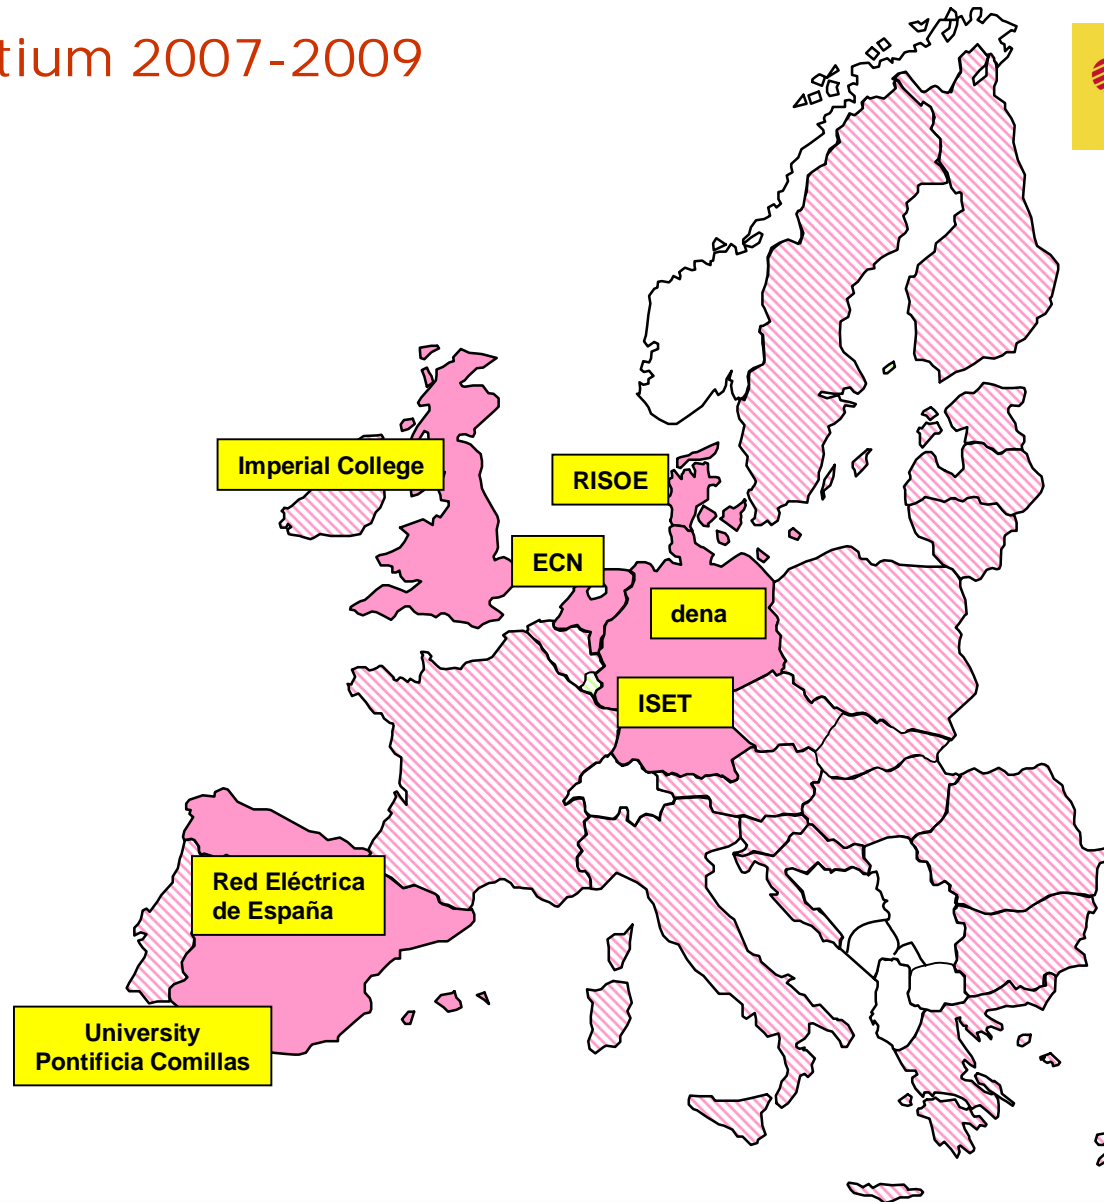 tium 2007-2009
Imperial College
RISOE
ECN
dena
ISET
Red Eléctrica
de España
University
Pontificia Comillas